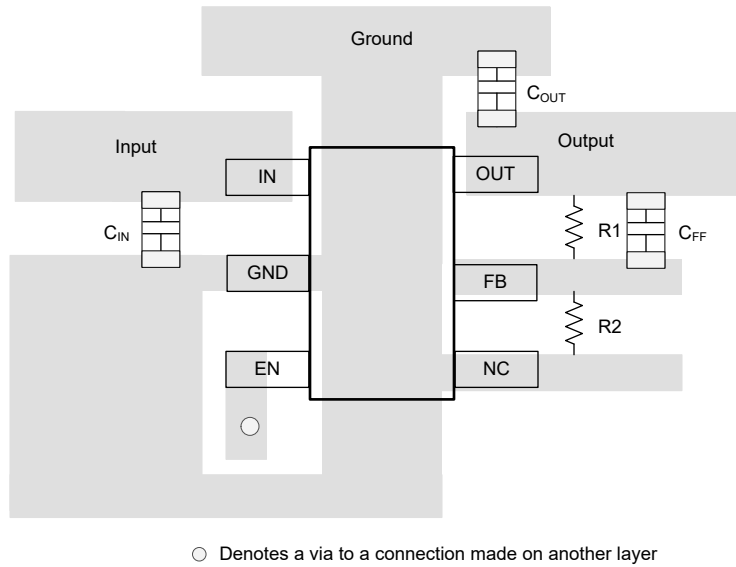 Ground
C_OUT
Input
Output
IN
OUT
C_IN
R1
C_FF
GND
FB
R2
EN
NC
Denotes a via to a connection made on another layer